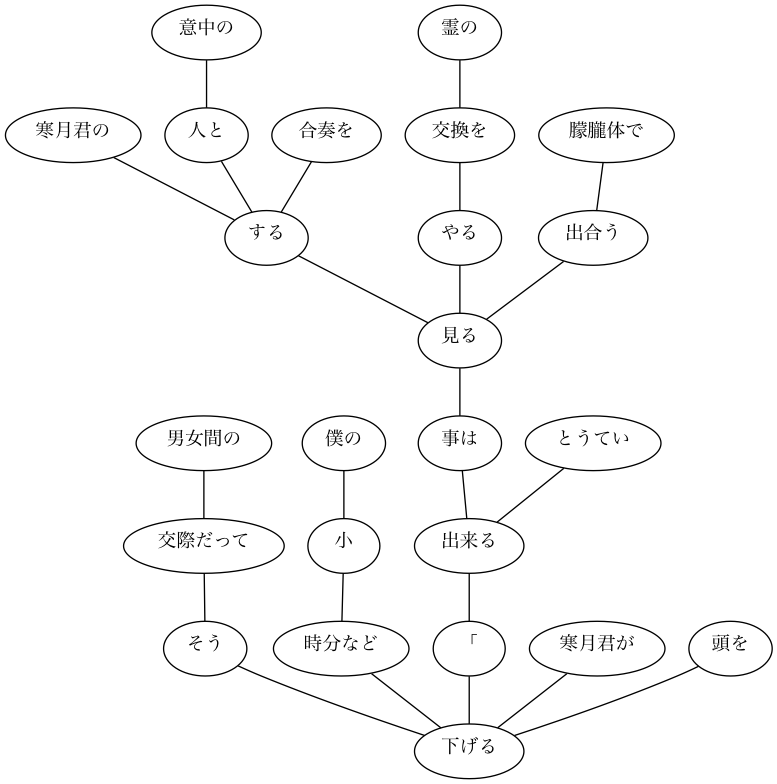 意中の 霊の
寒月君の 人と 合奏を 交換を 朦朧体で
する やる 出合う
見る
男女間の 僕の 事は とうてい
交際だって 小 出来る
そう 時分など 「 寒月君が 頭を
下げる